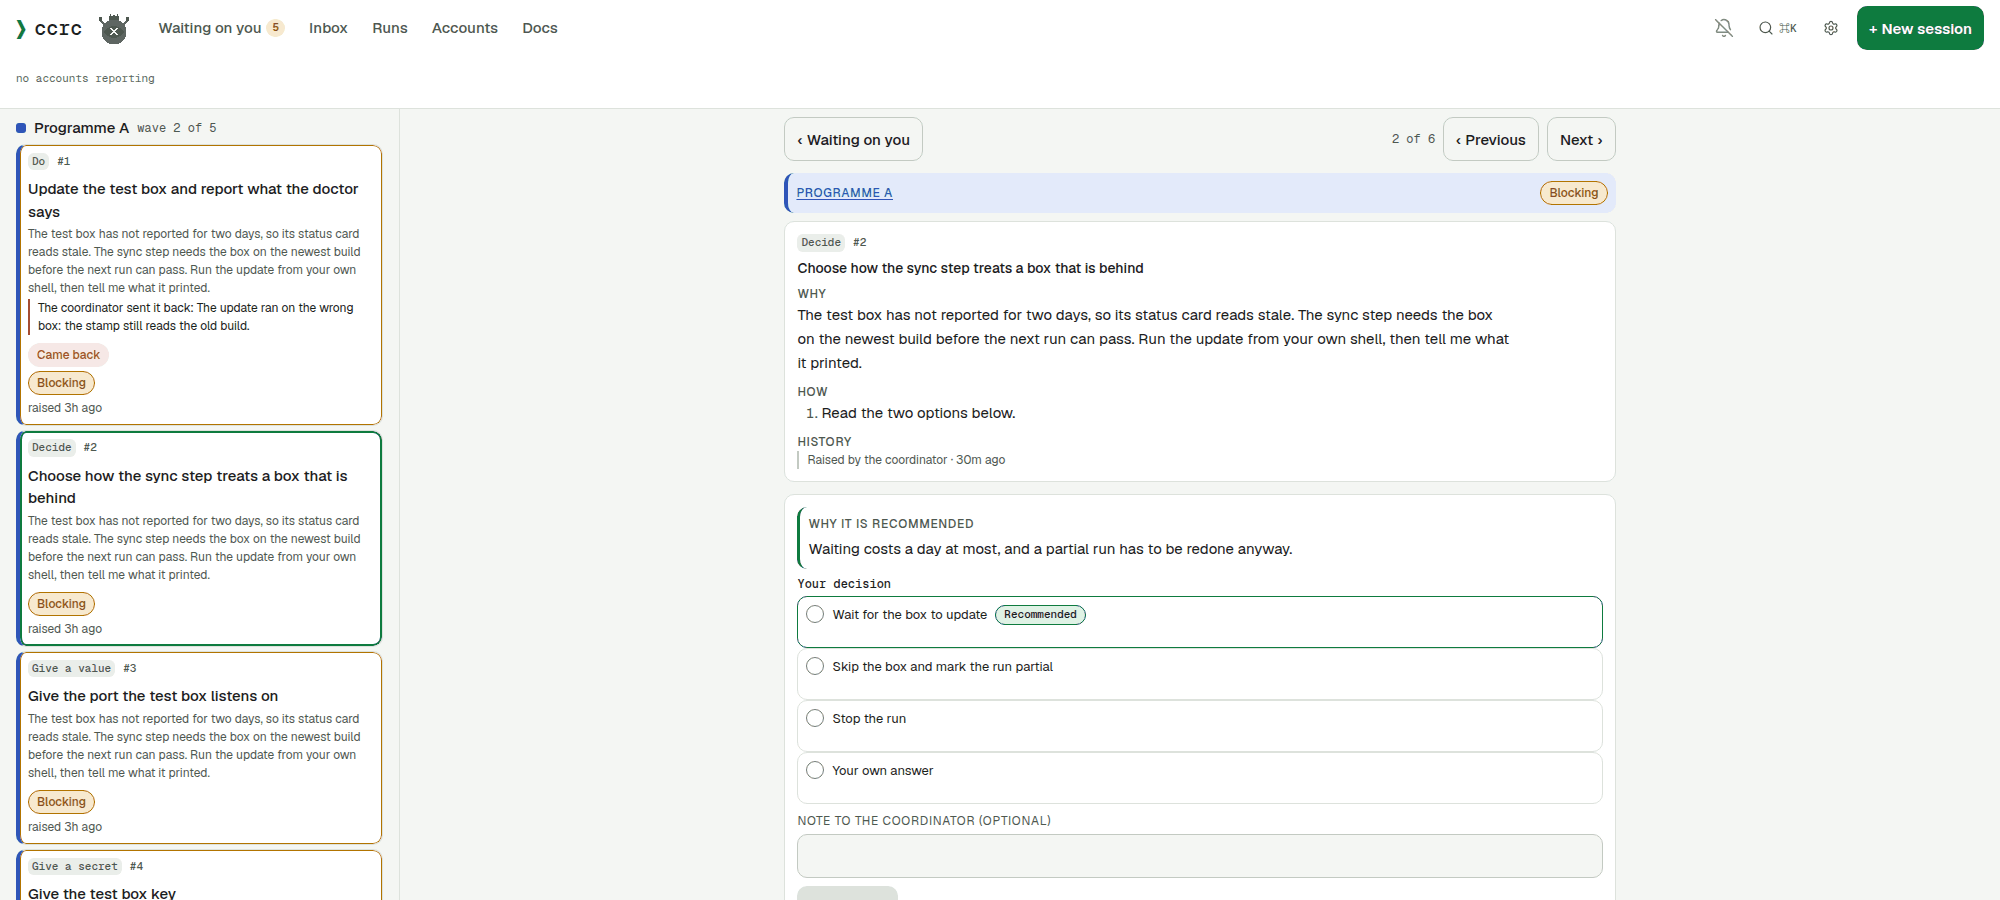 ccrc
Waiting on you 5
Inbox
Runs
Accounts
Docs
⌘K
+ New session
no accounts reporting
Programme A wave 2 of 5
Do #1
Update the test box and report what the doctor
says
The test box has not reported for two days, so its status card
reads stale. The sync step needs the box on the newest build
before the next run can pass. Run the update from your own
shell, then tell me what it printed.
The coordinator sent it back: The update ran on the wrong
box: the stamp still reads the old build.
Came back
Blocking
raised 3h ago
Decide #2
Choose how the sync step treats a box that is
behind
The test box has not reported for two days, so its status card
reads stale. The sync step needs the box on the newest build
before the next run can pass. Run the update from your own
shell, then tell me what it printed.
Blocking
raised 3h ago
Give a value #3
Give the port the test box listens on
The test box has not reported for two days, so its status card
reads stale. The sync step needs the box on the newest build
before the next run can pass. Run the update from your own
shell, then tell me what it printed.
Blocking
raised 3h ago
Give a secret #4
Give the test box key
‹ Waiting on you
2 of 6
‹ Previous
Next ›
PROGRAMME A
Blocking
Decide #2
Choose how the sync step treats a box that is behind
WHY
The test box has not reported for two days, so its status card reads stale. The sync step needs the box
on the newest build before the next run can pass. Run the update from your own shell, then tell me what
it printed.
HOW
1. Read the two options below.
HISTORY
Raised by the coordinator · 30m ago
WHY IT IS RECOMMENDED
Waiting costs a day at most, and a partial run has to be redone anyway.
Your decision
Wait for the box to update Recommended
Skip the box and mark the run partial
Stop the run
Your own answer
NOTE TO THE COORDINATOR (OPTIONAL)